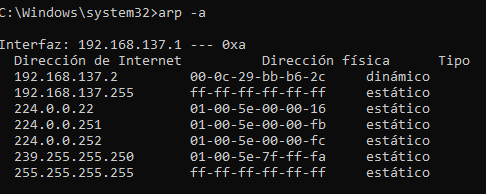 C:\Windows\system32>arp -a
Interfaz: 192.168.137.1 --- 0xa
Dirección de Internet Dirección física Tipo
192.168.137.2 00-0c-29-bb-b6-2c dinámico
192.168.137.255 ff-ff-ff-ff-ff-ff estático
224.0.0.22 01-00-5e-00-00-16 estático
224.0.0.251 01-00-5e-00-00-fb estático
224.0.0.252 01-00-5e-00-00-fc estático
239.255.255.250 01-00-5e-7f-ff-fa estático
255.255.255.255 ff-ff-ff-ff-ff-ff estático